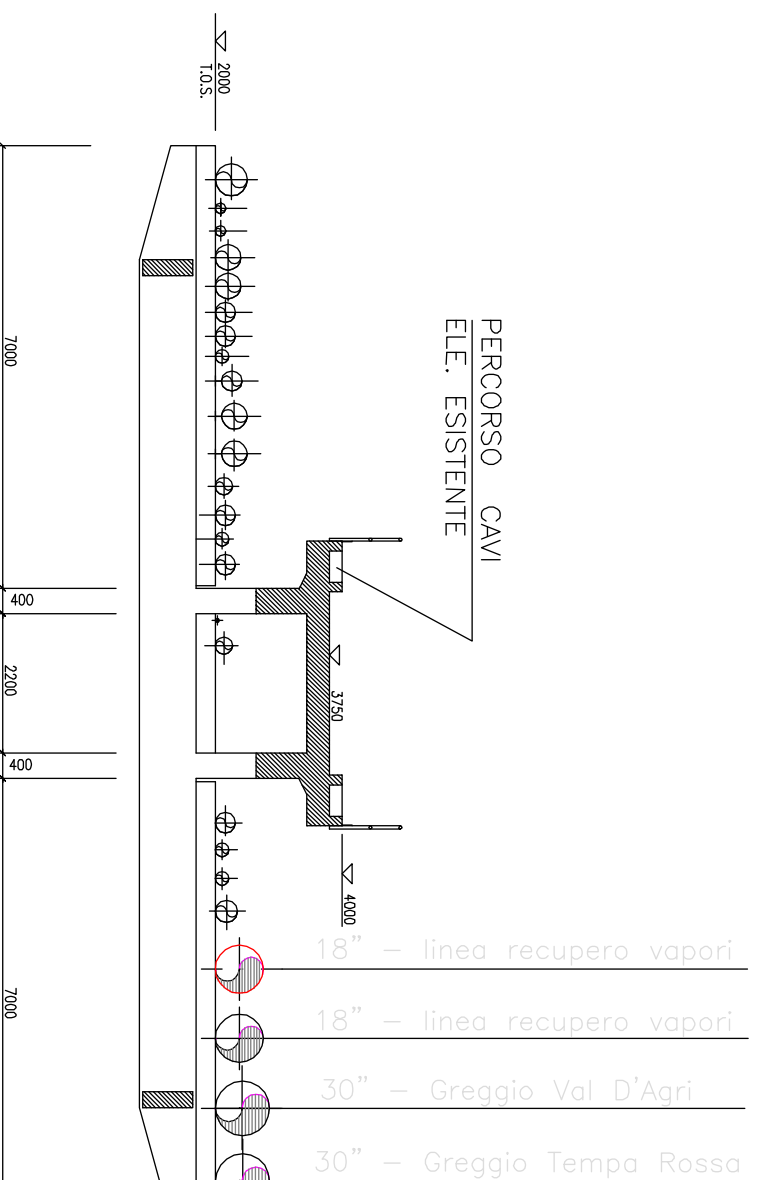 2000
T.O.S.
PERCORSO CAVI
ELE. ESISTENTE
7000
400
2200
400
7000
3750
4000
18" - linea recupero vapori
18" - linea recupero vapori
30" - Greggio Val D'Agri
30" - Greggio Tempa Rossa